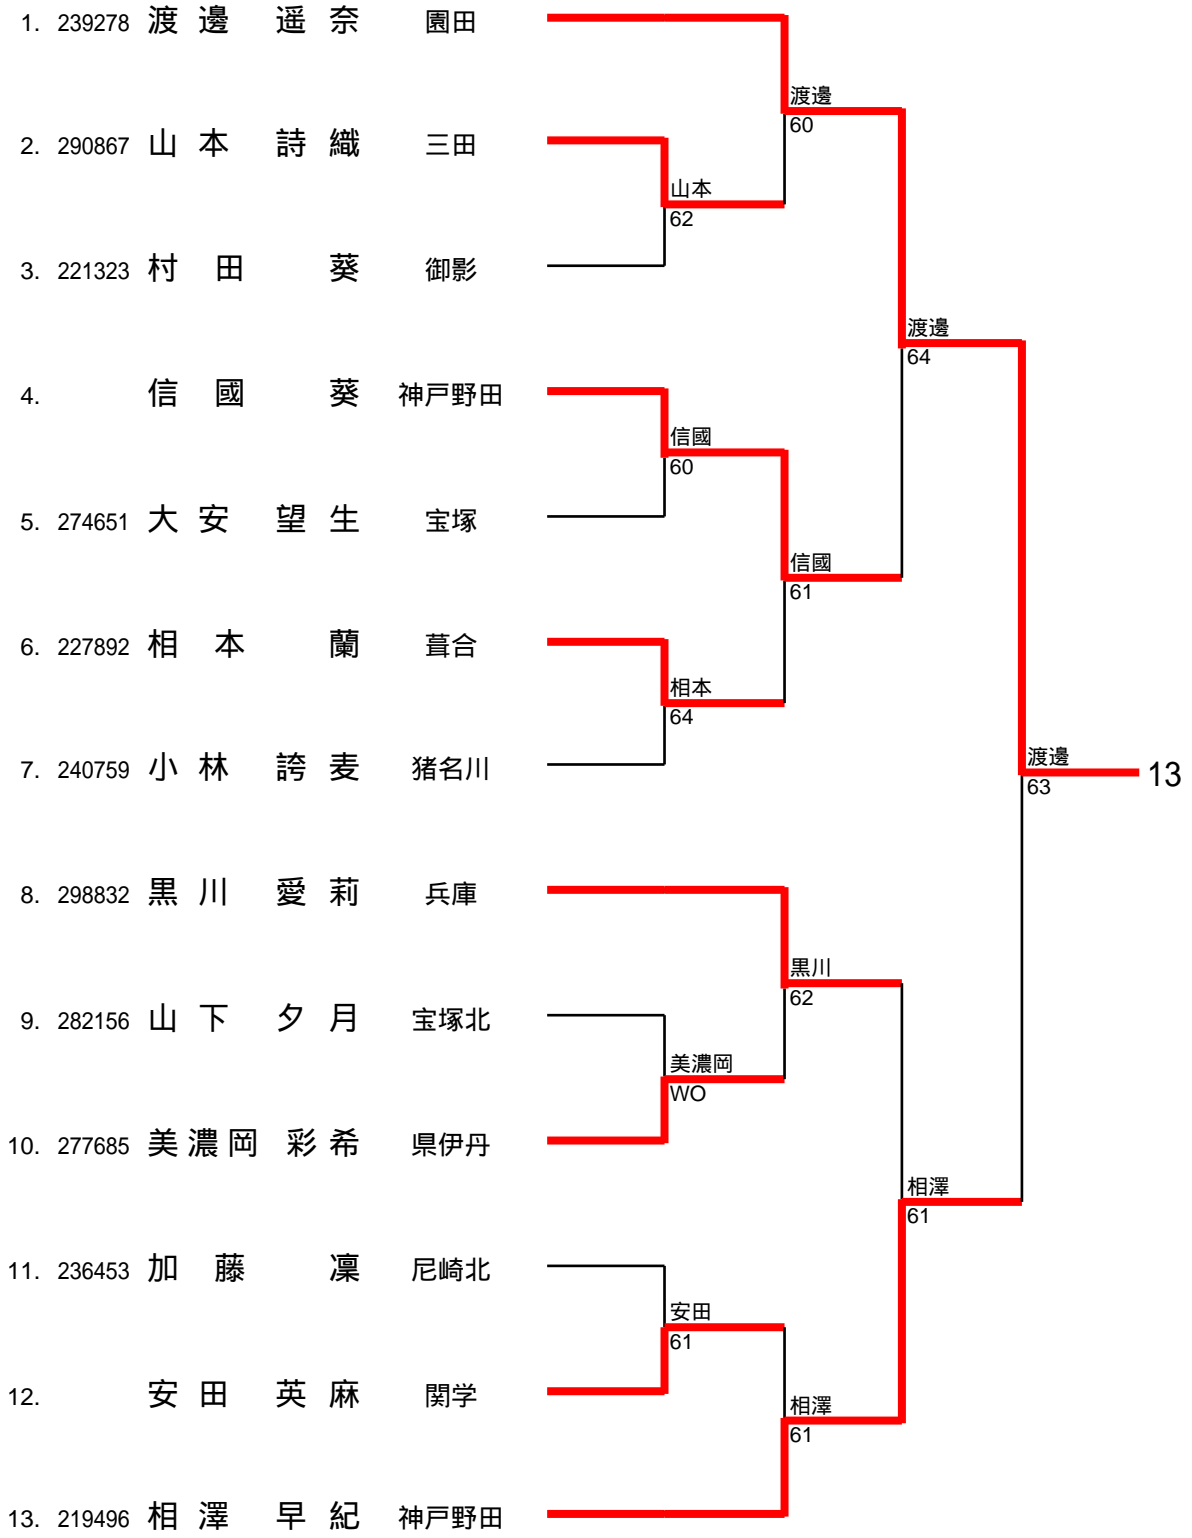 1. 239278 渡邊 遥奈 園田
渡邊
60
2. 290867 山本 詩織 三田
山本
62
3. 221323 村田 葵 御影
渡邊
64
4. 信國 葵 神戸野田
信國
60
5. 274651 大安 望生 宝塚
信國
61
6. 227892 相本 蘭 葺合
相本
64
7. 240759 小林 誇麦 猪名川
渡邊
63
13
8. 298832 黒川 愛莉 兵庫
黒川
62
9. 282156 山下 夕月 宝塚北
美濃岡
WO
10. 277685 美濃岡 彩希 県伊丹
相澤
61
11. 236453 加藤 凜 尼崎北
安田
61
12. 安田 英麻 関学
相澤
61
13. 219496 相澤 早紀 神戸野田